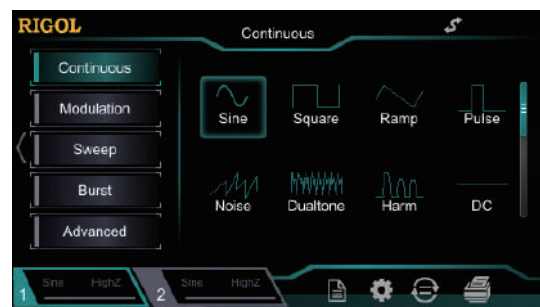 RIGOL
Continuous
Continuous
Modulation
Sweep
Burst
Advanced
Sine Square Ramp Pulse
Noise Dualtone Harm DC
1 Sine HighZ 2 Sine HighZ